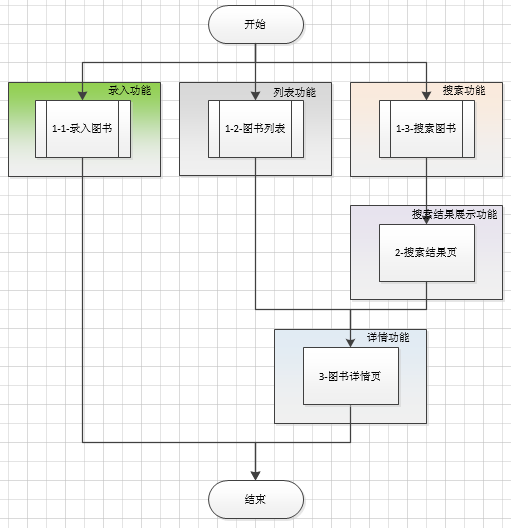 开始
录入功能
列表功能
搜索功能
1-1-录入图书
1-2-图书列表
1-3-搜索图书
搜索结果展示功能
2-搜索结果页
详情功能
3-图书详情页
结束